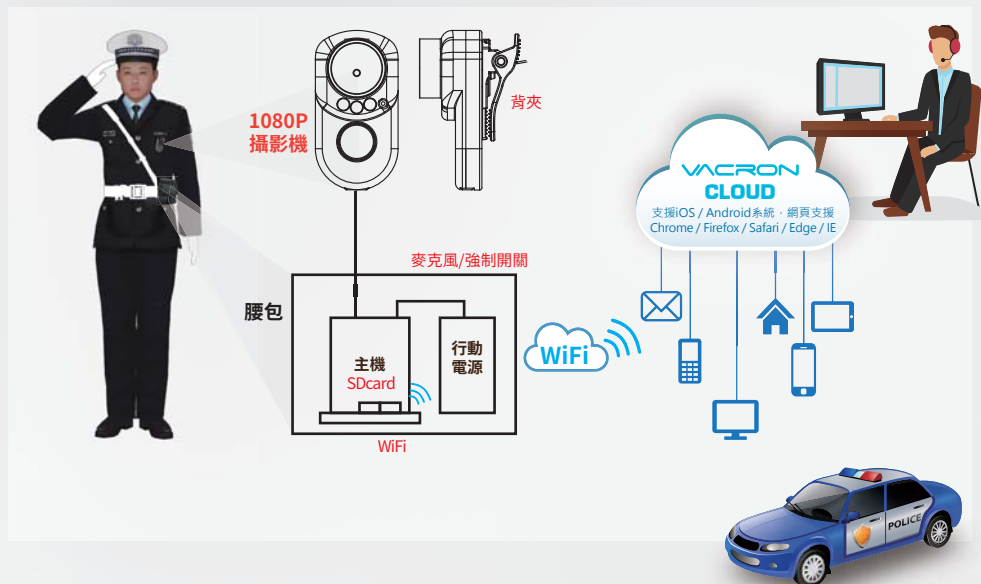 1080P
攝影機
背夾
麥克風/強制開關
腰包
主機
SDcard
行動
電源
WiFi
WiFi
VACRON
CLOUD
支援iOS / Android系統，網頁支援
Chrome / Firefox / Safari / Edge / IE
POLICE